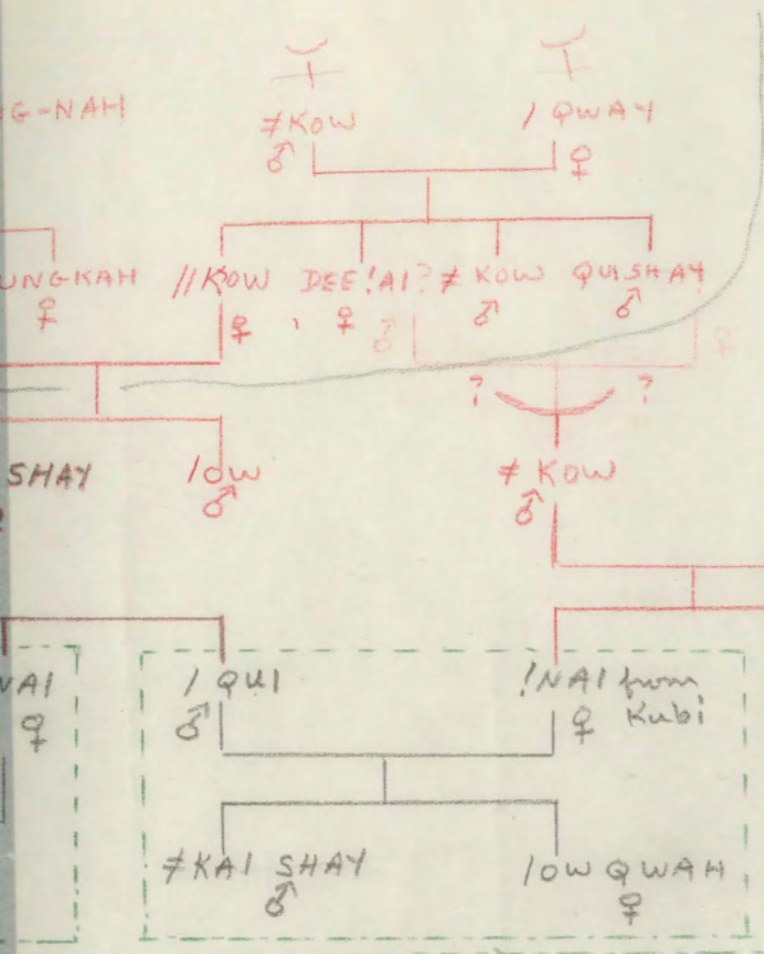 G-NAH ≠KOW /QWAY
♂ ♀
UNGKAH //KOW DEE!AI? ≠KOW QUISHAY
♀ ♀ , ♀ ♂ ♂ ♂ ♀
? ?
SHAY /OW ≠KOW
♂ ♂
NAI /QUI !NAI from
♀ ♂ ♀ Kubi
≠KAI SHAY /OW QWAH
♂ ♀